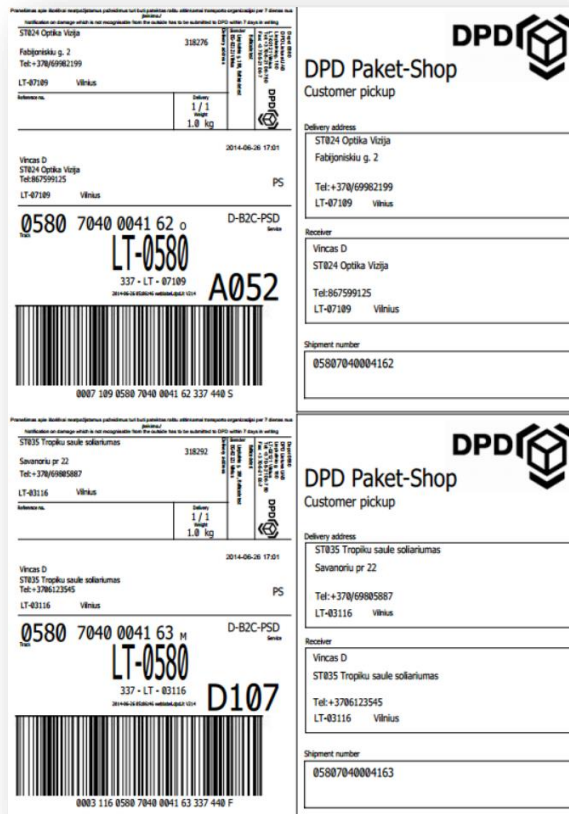 ST024 Optika Vizija
318276
Fabijoniskiu g. 2
Tel:+370/69982199
LT-07109 Vilnius
Reference no.
Delivery
1 / 1
Weight
1.0 kg
DPD
2014-06-26 17:01
Vincas D
ST024 Optika Vizija
Tel:867599125
PS
LT-07109 Vilnius
0580 7040 0041 62 O
D-B2C-PSD
Track
Service
LT-0580
337 - LT - 07109
A052
0007 109 0580 7040 0041 62 337 440 S
DPD
DPD Paket-Shop
Customer pickup
Delivery address
ST024 Optika Vizija
Fabijoniskiu g. 2
Tel:+370/69982199
LT-07109 Vilnius
Receiver
Vincas D
ST024 Optika Vizija
Tel:867599125
LT-07109 Vilnius
Shipment number
05807040004162
ST035 Tropiku saule soliariumas
318292
Savanoriu pr 22
Tel:+370/69805887
LT-03116 Vilnius
Reference no.
Delivery
1 / 1
Weight
1.0 kg
DPD
2014-06-26 17:01
Vincas D
ST035 Tropiku saule soliariumas
Tel:+3706123545
PS
LT-03116 Vilnius
0580 7040 0041 63 M
D-B2C-PSD
Track
Service
LT-0580
337 - LT - 03116
D107
0003 116 0580 7040 0041 63 337 440 F
DPD
DPD Paket-Shop
Customer pickup
Delivery address
ST035 Tropiku saule soliariumas
Savanoriu pr 22
Tel:+370/69805887
LT-03116 Vilnius
Receiver
Vincas D
ST035 Tropiku saule soliariumas
Tel:+3706123545
LT-03116 Vilnius
Shipment number
05807040004163